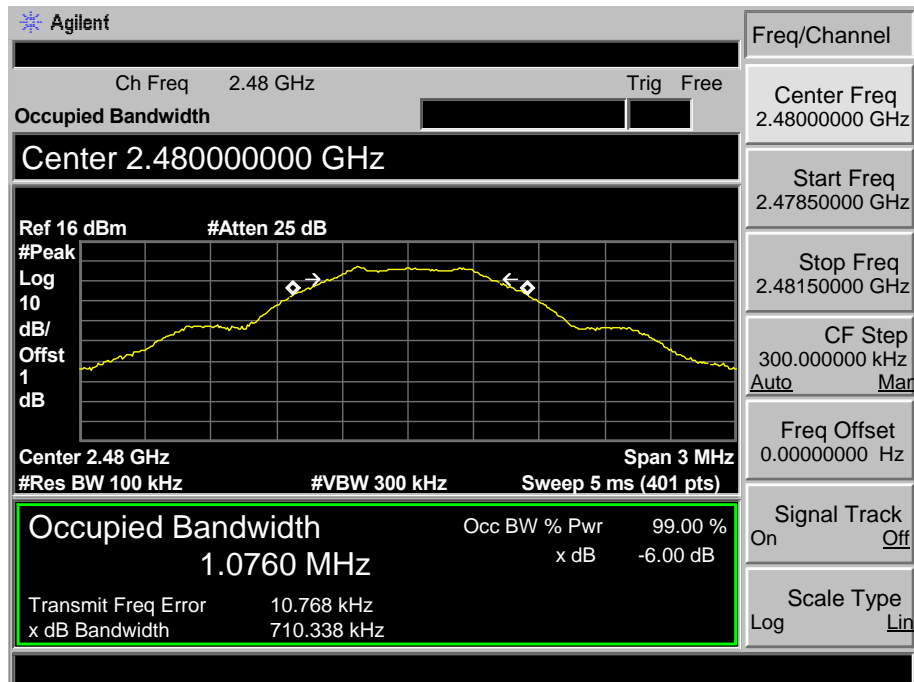 Agilent
Freq/Channel
Ch Freq 2.48 GHz Trig Free
Occupied Bandwidth
Center 2.480000000 GHz
Ref 16 dBm #Atten 25 dB
#Peak
Log
10
dB/
Offst
1
dB
Center 2.48 GHz Span 3 MHz
#Res BW 100 kHz #VBW 300 kHz Sweep 5 ms (401 pts)
Occupied Bandwidth
1.0760 MHz
Occ BW % Pwr 99.00 %
x dB -6.00 dB
Transmit Freq Error 10.768 kHz
x dB Bandwidth 710.338 kHz
Center Freq
2.48000000 GHz
Start Freq
2.47850000 GHz
Stop Freq
2.48150000 GHz
CF Step
300.000000 kHz
Auto Man
Freq Offset
0.00000000 Hz
Signal Track
On Off
Scale Type
Log Lin